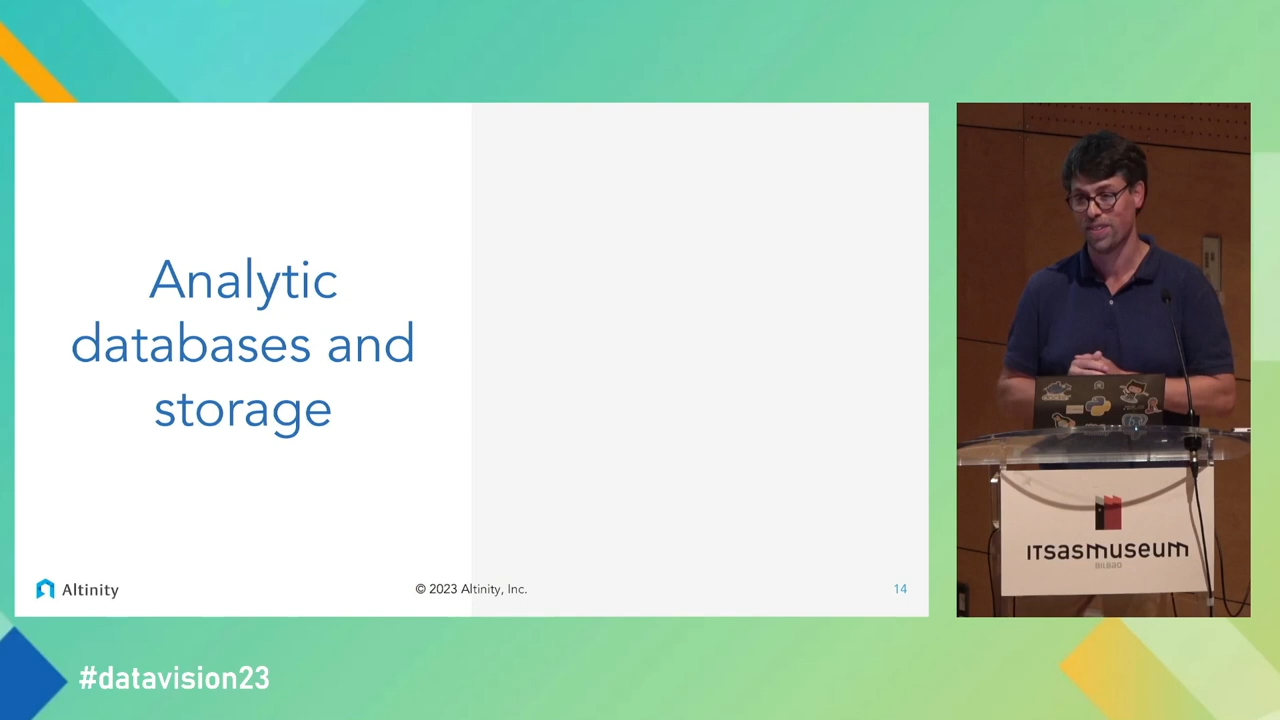 Analytic
databases and
storage
Altinity
© 2023 Altinity, Inc.
14
ITSASMUSEUM
BILBAO
#datavision23